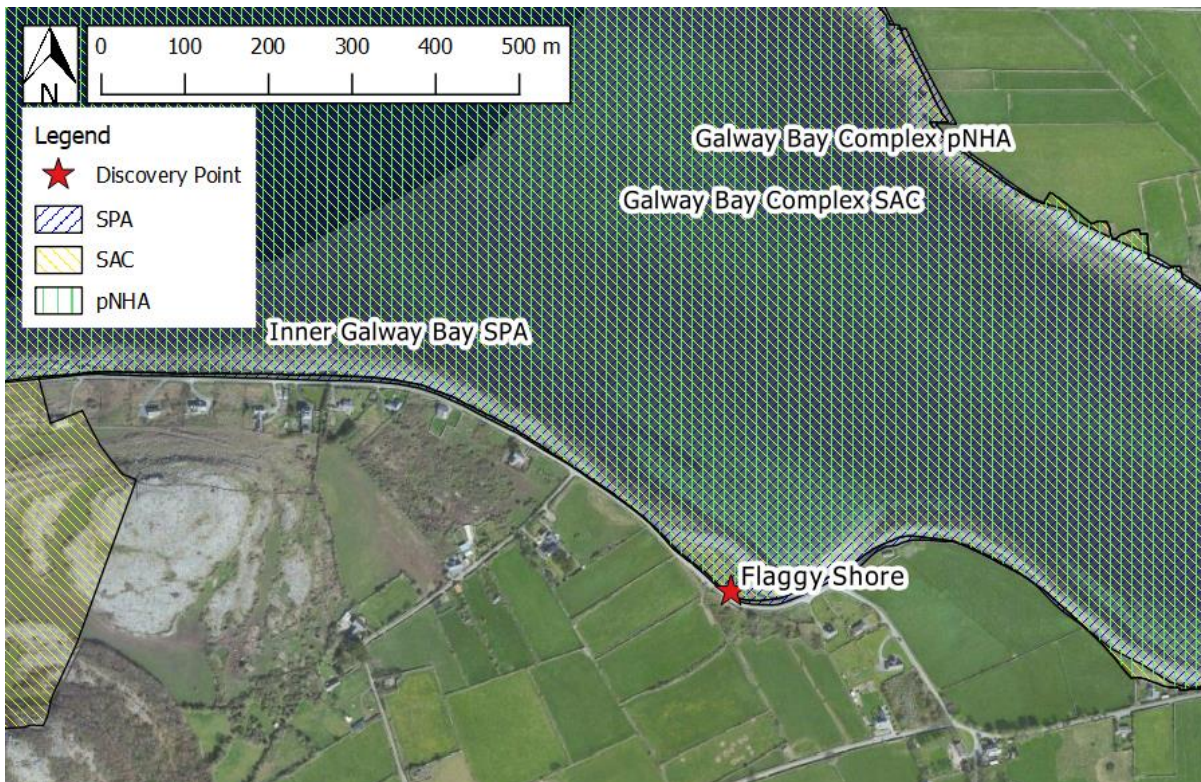 0 100 200 300 400 500 m
N
Legend
Discovery Point
SPA
SAC
pNHA
Galway Bay Complex pNHA
Galway Bay Complex SAC
Inner Galway Bay SPA
Flaggy Shore